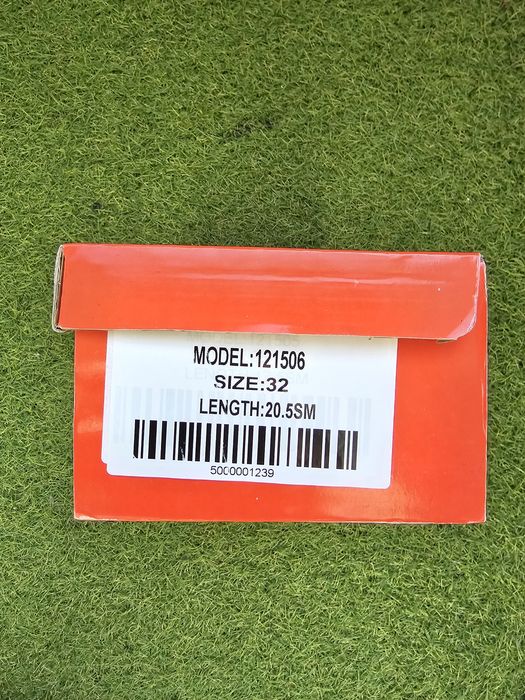 MODEL:121506
SIZE:32
LENGTH:20.5SM
5000001239